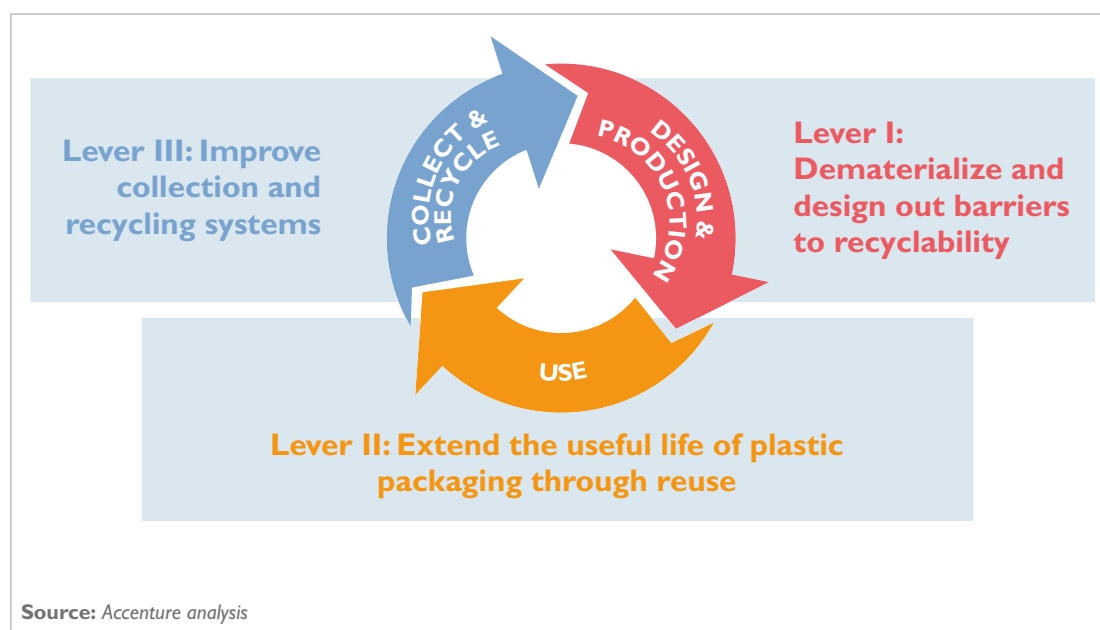 COLLECT &
RECYCLE
DESIGN &
PRODUCTION
Lever III: Improve
collection and
recycling systems
Lever I:
Dematerialize and
design out barriers
to recyclability
USE
Lever II: Extend the useful life of plastic
packaging through reuse
Source: Accenture analysis